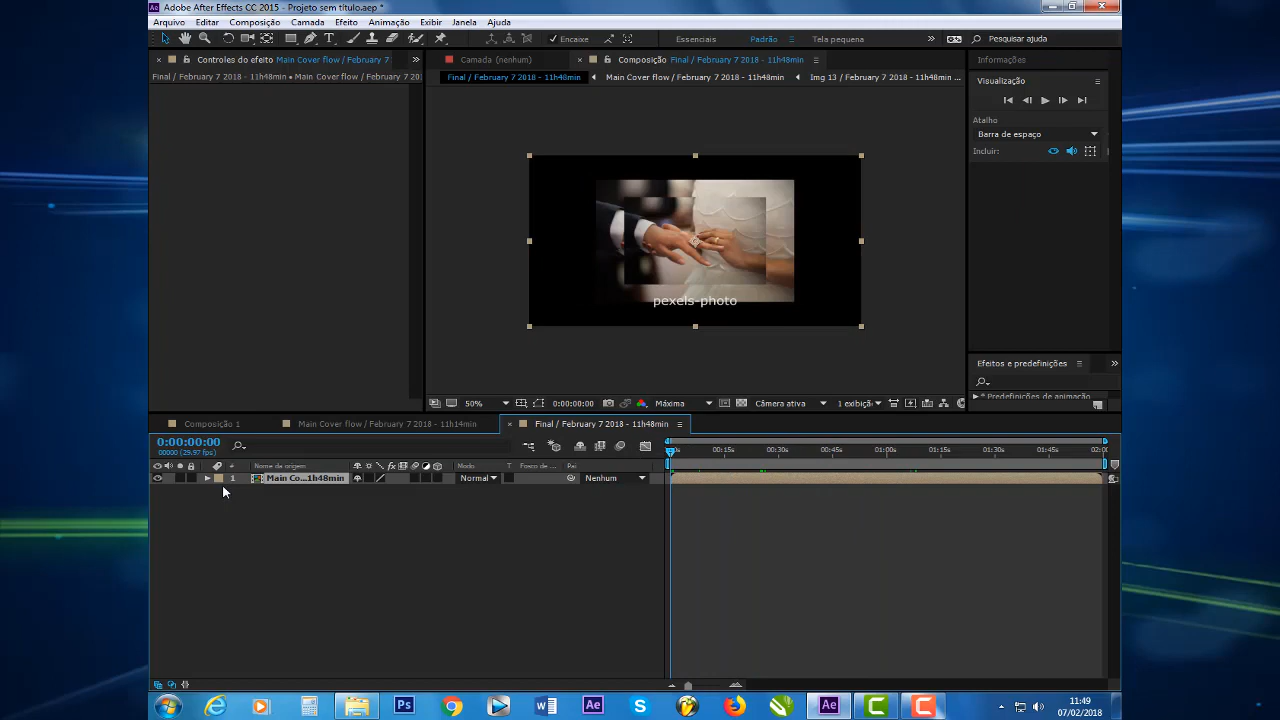 Adobe After Effects CC 2015 - Projeto sem título.aep *
Arquivo Editar Composição Camada Efeito Animação Exibir Janela Ajuda
Encaixe Essenciais Padrão Tela pequena Pesquisar ajuda
Controles do efeito Main Cover flow / February 7 Camada (nenhum) Composição Final / February 7 2018 - 11h48min Informações
Final / February 7 2018 - 11h48min • Main Cover flow / February 7 20 Final / February 7 2018 - 11h48min Main Cover flow / February 7 2018 - 11h48min Img 13 / February 7 2018 - 11h48min ... Visualização
Atalho
Barra de espaço
Incluir:
pexels-photo
Efeitos e predefinições
* Predefinições de animação
50% 0:00:00:00 Máxima Câmera ativa 1 exibiçã
Composição 1 Main Cover flow / February 7 2018 - 11h14min Final / February 7 2018 - 11h48min
0:00:00:00
00000 (29.97 fps) 00:15s 00:30s 00:45s 01:00s 01:15s 01:30s 01:45s 02:00
# Nome da origem Modo T Fosco de... Pai
1 Main Co...1h48min Normal Nenhum
11:49
07/02/2018